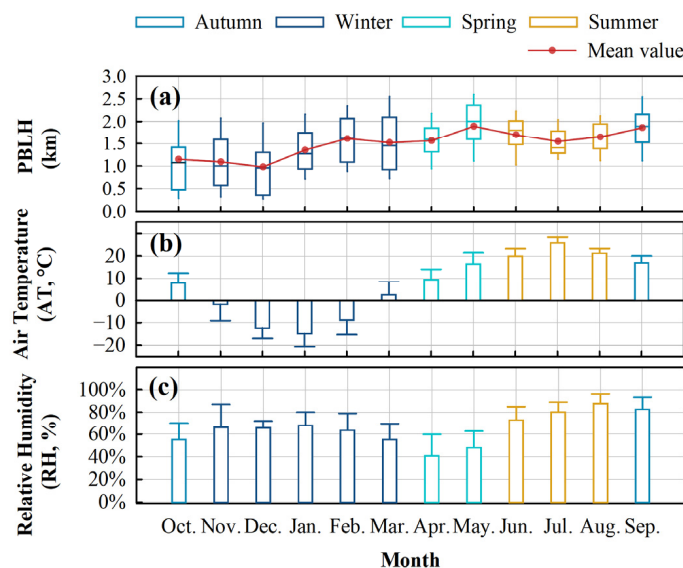 Autumn Winter Spring Summer
Mean value
(a)
PBLH
(km)
3.0
2.5
2.0
1.5
1.0
0.5
0.0
(b)
Air Temperature
(AT, °C)
20
10
0
−10
−20
(c)
Relative Humidity
(RH, %)
100%
80%
60%
40%
20%
0%
Oct. Nov. Dec. Jan. Feb. Mar. Apr. May. Jun. Jul. Aug. Sep.
Month